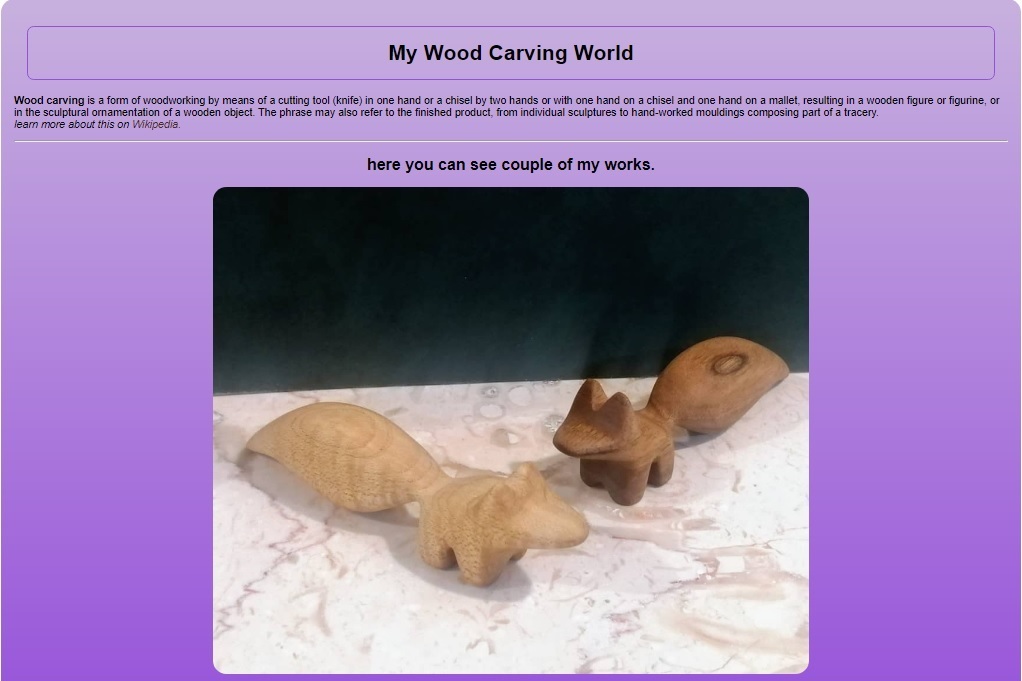 My Wood Carving World
Wood carving is a form of woodworking by means of a cutting tool (knife) in one hand or a chisel by two hands or with one hand on a chisel and one hand on a mallet, resulting in a wooden figure or figurine, or
in the sculptural ornamentation of a wooden object. The phrase may also refer to the finished product, from individual sculptures to hand-worked mouldings composing part of a tracery.
learn more about this on Wikipedia.
here you can see couple of my works.